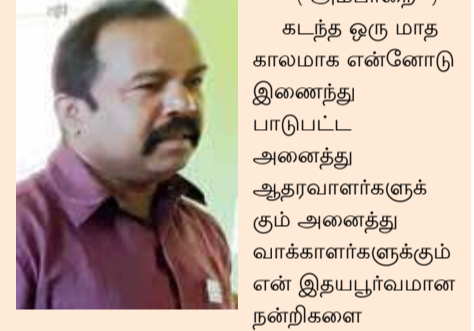 கடந்த ஒரு மாத
காலமாக என்னோடு
இணைந்து
பாடுபட்ட
அனைத்து
ஆதரவாளர்களுக்
கும் அனைத்து
வாக்காளர்களுக்கும்
என் இதயபூர்வமான
நன்றிகளை